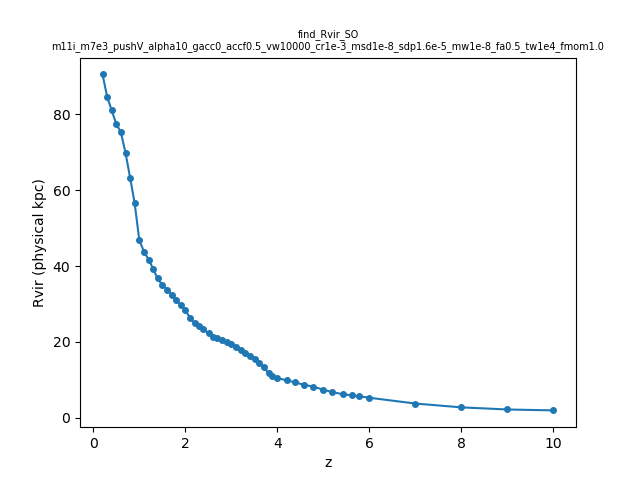 find_Rvir_SO
m11i_m7e3_pushV_alpha10_gacc0_accf0.5_vw10000_cr1e-3_msd1e-8_sdp1.6e-5_mw1e-8_fa0.5_tw1e4_fmom1.0
Rvir (physical kpc)
80
60
40
20
0
0 2 4 6 8 10
z